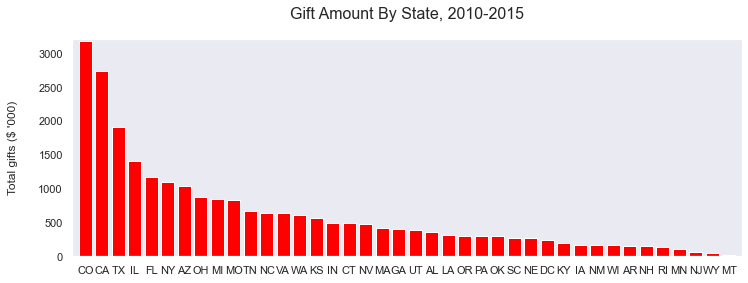 Gift Amount By State, 2010-2015
Total gifts ($ '000)
3000
2500
2000
1500
1000
500
0
CO CA TX IL FL NY AZ OH MI MO TN NC VA WA KS IN CT NV MA GA UT AL LA OR PA OK SC NE DC KY IA NM WI AR NH RI MN NJ WY MT